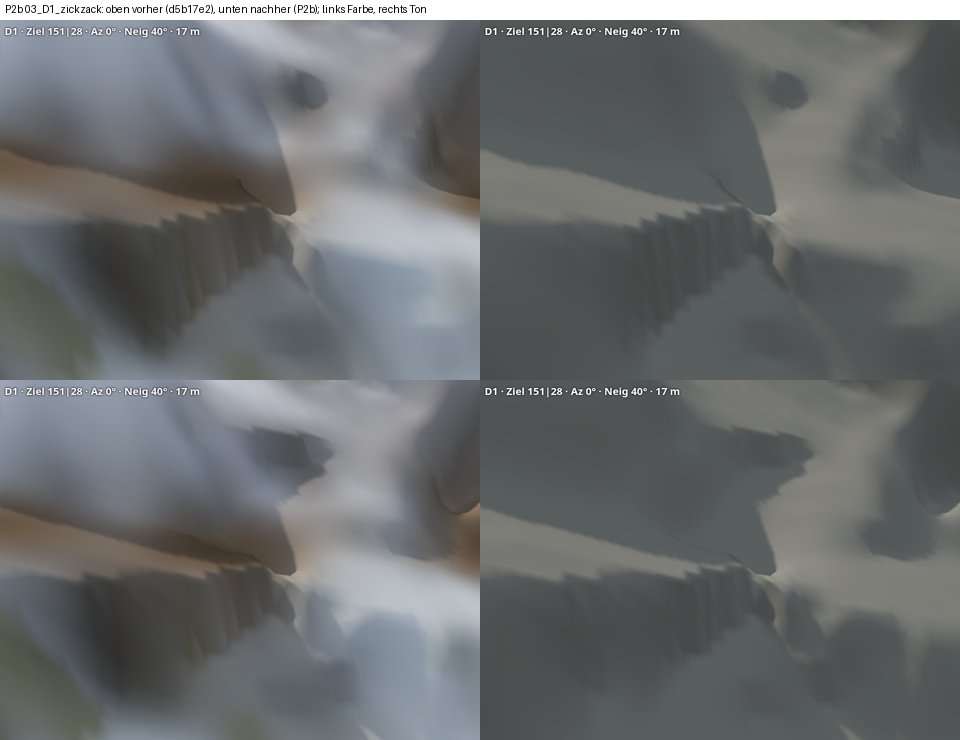 P2b 03_D1_zickzack: oben vorher (d5b17e2), unten nachher (P2b); links Farbe, rechts Ton
D1 · Ziel 151|28 · Az 0° · Neig 40° · 17 m
D1 · Ziel 151|28 · Az 0° · Neig 40° · 17 m
D1 · Ziel 151|28 · Az 0° · Neig 40° · 17 m
D1 · Ziel 151|28 · Az 0° · Neig 40° · 17 m